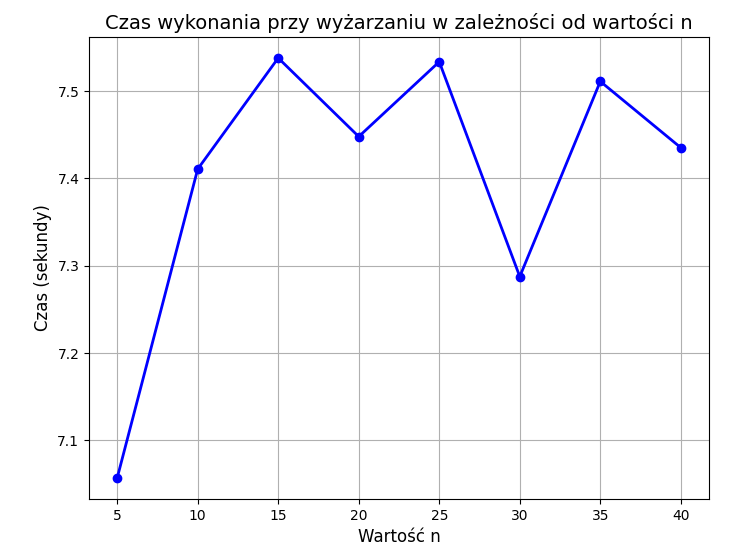 Czas wykonania przy wyżarzaniu w zależności od wartości n
7.5
7.4
7.3
7.2
7.1
Czas (sekundy)
5 10 15 20 25 30 35 40
Wartość n